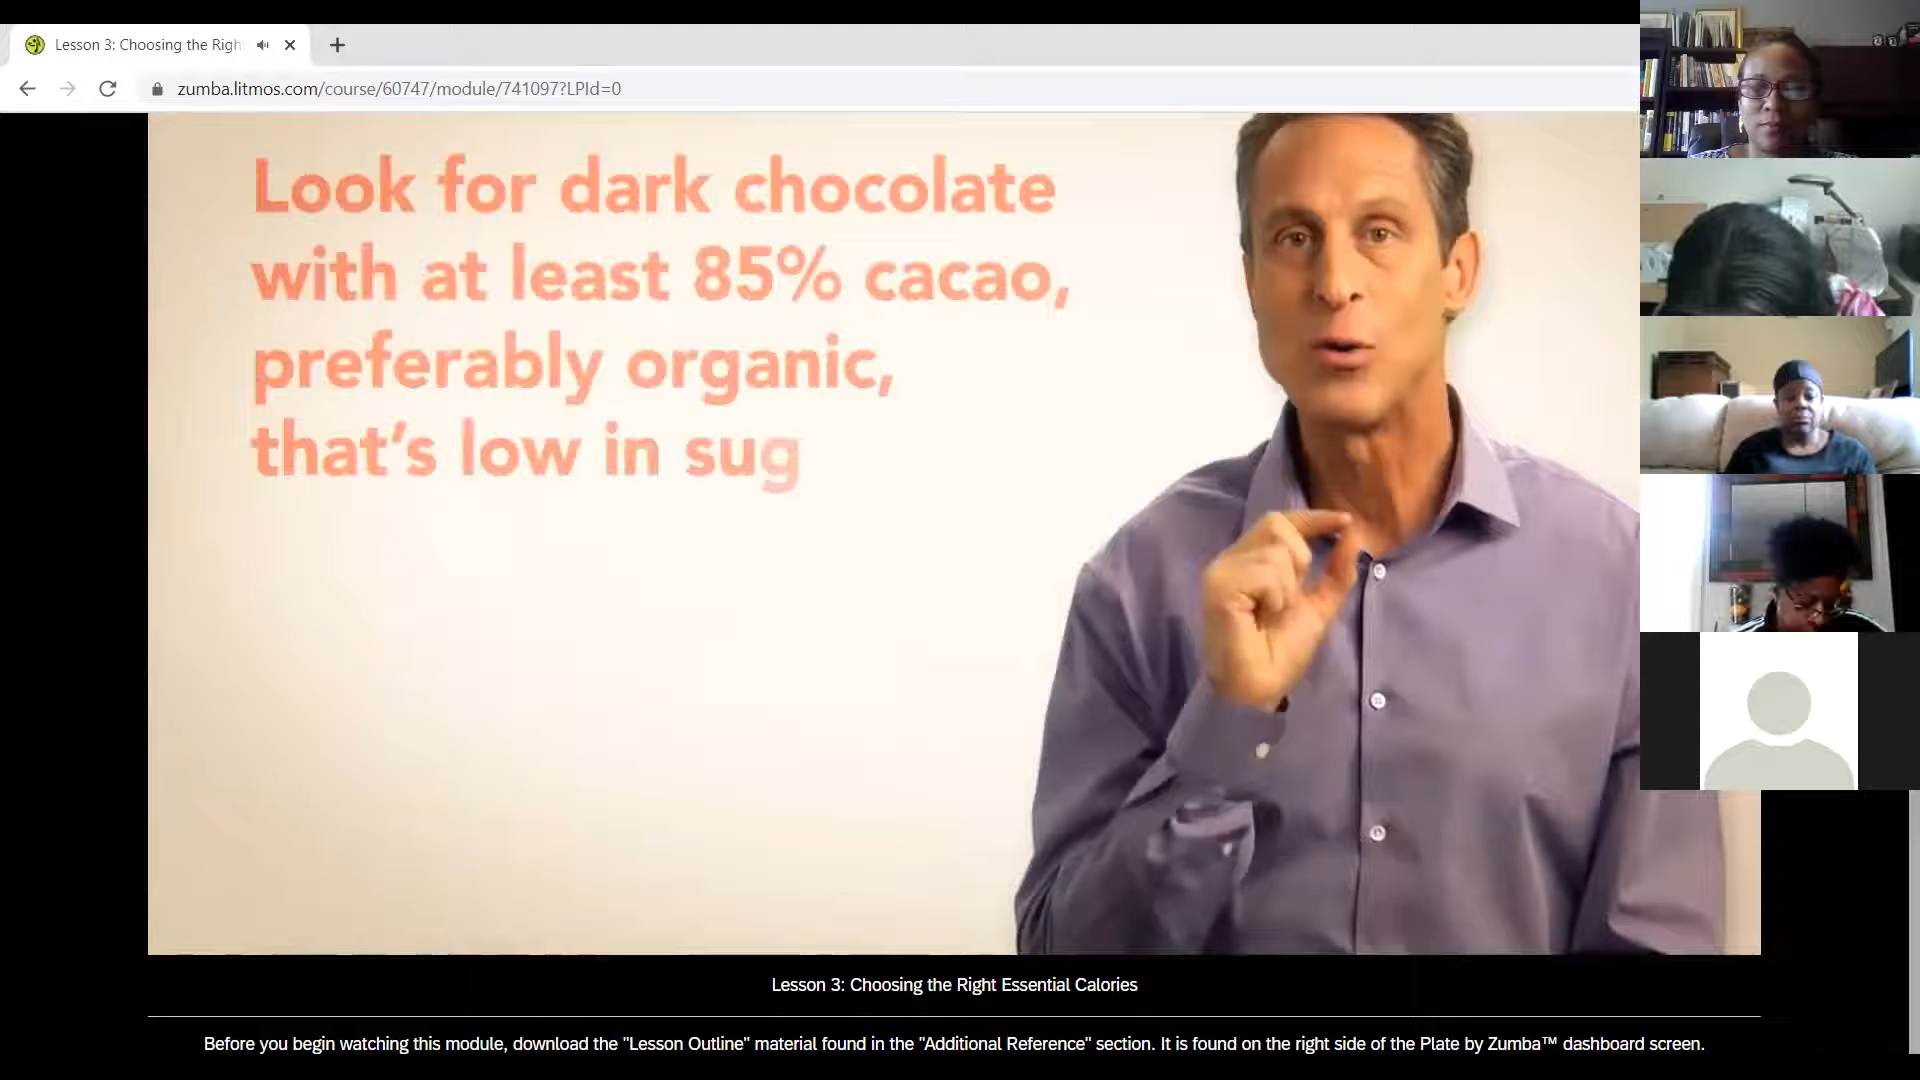 Lesson 3: Choosing the Righ
zumba.litmos.com/course/60747/module/741097?LPId=0
Look for dark chocolate
with at least 85% cacao,
preferably organic,
that's low in sug
Lesson 3: Choosing the Right Essential Calories
Before you begin watching this module, download the "Lesson Outline" material found in the "Additional Reference" section. It is found on the right side of the Plate by Zumba™ dashboard screen.